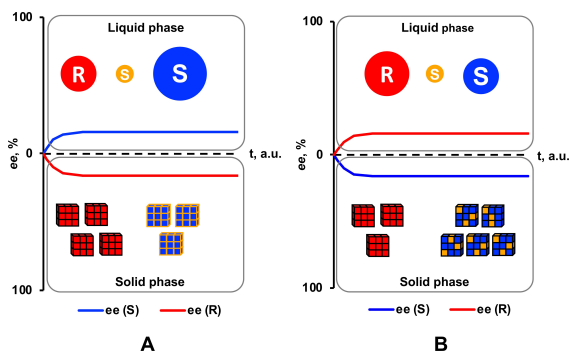 100
Liquid phase
R
S
S
ee, %
0
t, a.u.
Solid phase
100
ee (S)
ee (R)
A
100
Liquid phase
R
S
S
ee, %
0
t, a.u.
Solid phase
100
ee (S)
ee (R)
B